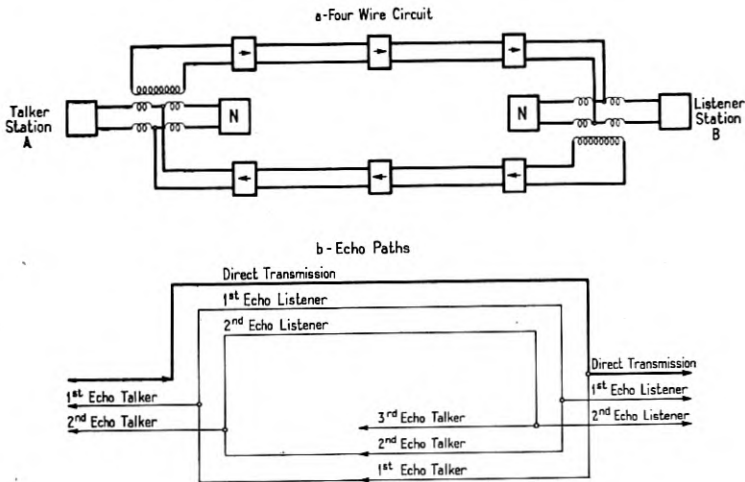 a-Four Wire Circuit
Talker
Station
A
N
N
Listener
Station
B
b-Echo Paths
Direct Transmission
1st Echo Listener
2nd Echo Listener
Direct Transmission
1st Echo Talker
1st Echo Listener
2nd Echo Talker
3rd Echo Talker
2nd Echo Listener
2nd Echo Talker
1st Echo Talker